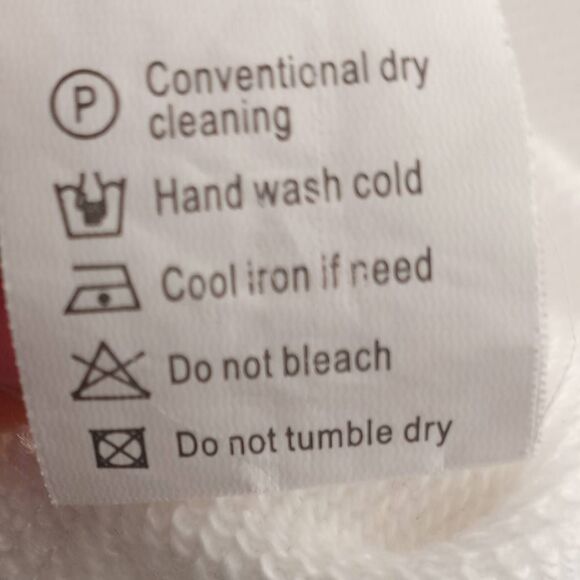 P Conventional dry
cleaning
Hand wash cold
Cool iron if need
Do not bleach
Do not tumble dry